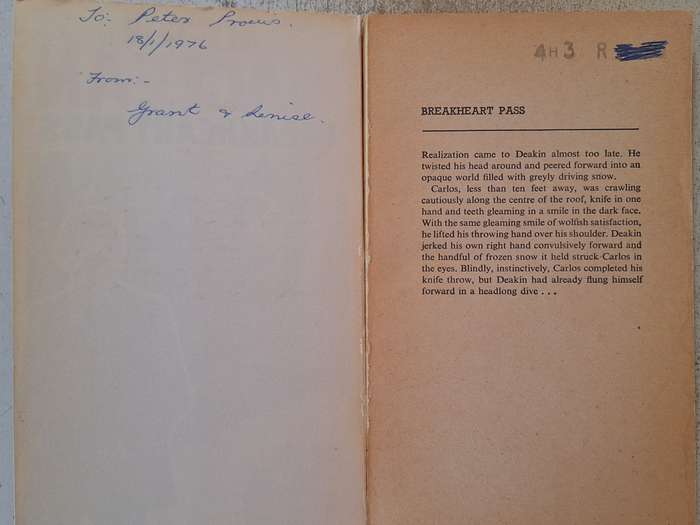 To: Peter
18/1/1976
From:-
Grant & Denise.
4H3 R
BREAKHEART PASS
Realization came to Deakin almost too late. He
twisted his head around and peered forward into an
opaque world filled with greyly driving snow.
Carlos, less than ten feet away, was crawling
cautiously along the centre of the roof, knife in one
hand and teeth gleaming in a smile in the dark face.
With the same gleaming smile of wolfish satisfaction,
he lifted his throwing hand over his shoulder. Deakin
jerked his own right hand convulsively forward and
the handful of frozen snow it held struck Carlos in
the eyes. Blindly, instinctively, Carlos completed his
knife throw, but Deakin had already flung himself
forward in a headlong dive . . .